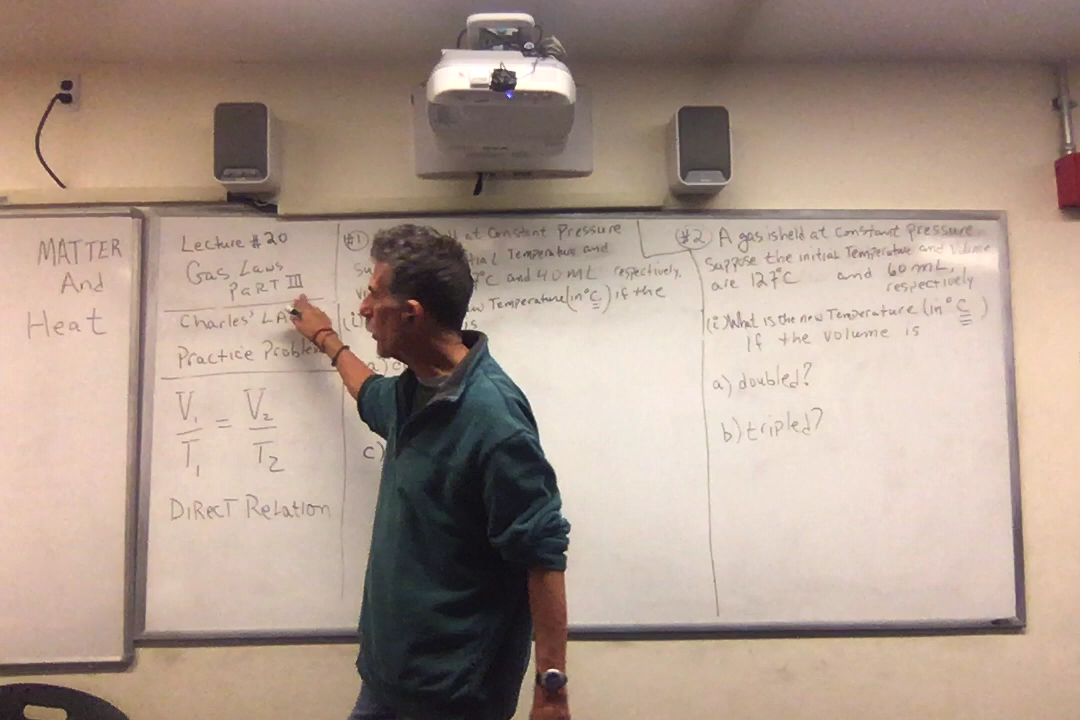 MATTER
And
Heat
Lecture #20
Gas Laws
PaRT III
Charles' LA
Practice Problem
V1 = V2
T1 T2
DiRecT Relation
#1 at Constant Pressure
Temperature and
°C and 40 mL respectively.
Temperature (in °C) if the
(i) is
a)
c)
#2 A gas is held at constant pressure
Suppose the initial Temperature and Volume
are 127°C and 60 mL,
respectively
(i) What is the new Temperature (in °C)
if the volume is
a) doubled?
b) tripled?